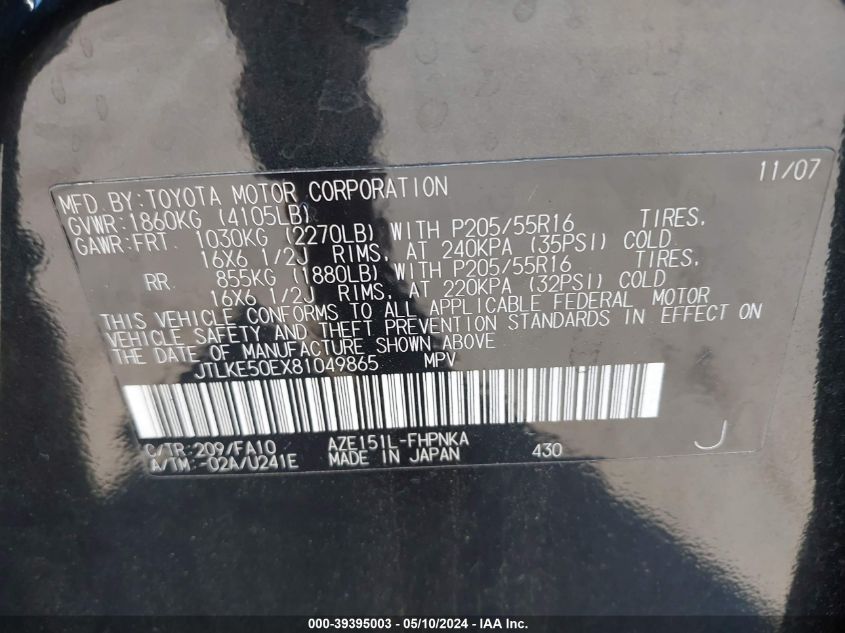 11/07
MFD. BY: TOYOTA MOTOR CORPORATION
GVWR: 1860KG (4105LB)
GAWR: FRT. 1030KG (2270LB) WITH P205/55R16 TIRES,
16X6 1/2J RIMS, AT 240KPA (35PSI) COLD
RR. 855KG (1880LB) WITH P205/55R16 TIRES,
16X6 1/2J RIMS, AT 220KPA (32PSI) COLD
THIS VEHICLE CONFORMS TO ALL APPLICABLE FEDERAL MOTOR
VEHICLE SAFETY AND THEFT PREVENTION STANDARDS IN EFFECT ON
THE DATE OF MANUFACTURE SHOWN ABOVE
JTLKE50EX81049865 MPV
C/TR: 209/FA10 AZE151L-FHPNKA
A/TM: -02A/U241E MADE IN JAPAN 430 J
000-39395003 — 05/10/2024 — IAA Inc.